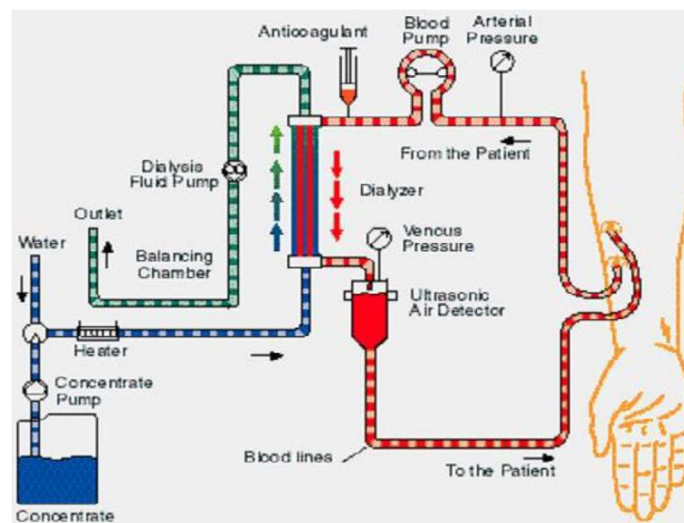 Anticoagulant
Blood
Pump
Arterial
Pressure
From the Patient
Dialysis
Fluid Pump
Dialyzer
Outlet
Water
Balancing
Chamber
Venous
Pressure
Ultrasonic
Air Detector
Heater
Concentrate
Pump
Blood lines
To the Patient
Concentrate